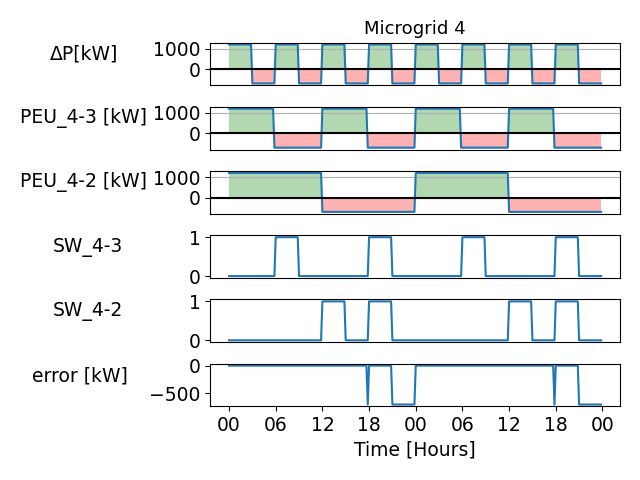 Microgrid 4
ΔP[kW]
1000
0
PEU_4-3 [kW]
1000
0
PEU_4-2 [kW]
1000
0
SW_4-3
1
0
SW_4-2
1
0
error [kW]
0
−500
00 06 12 18 00 06 12 18 00
Time [Hours]